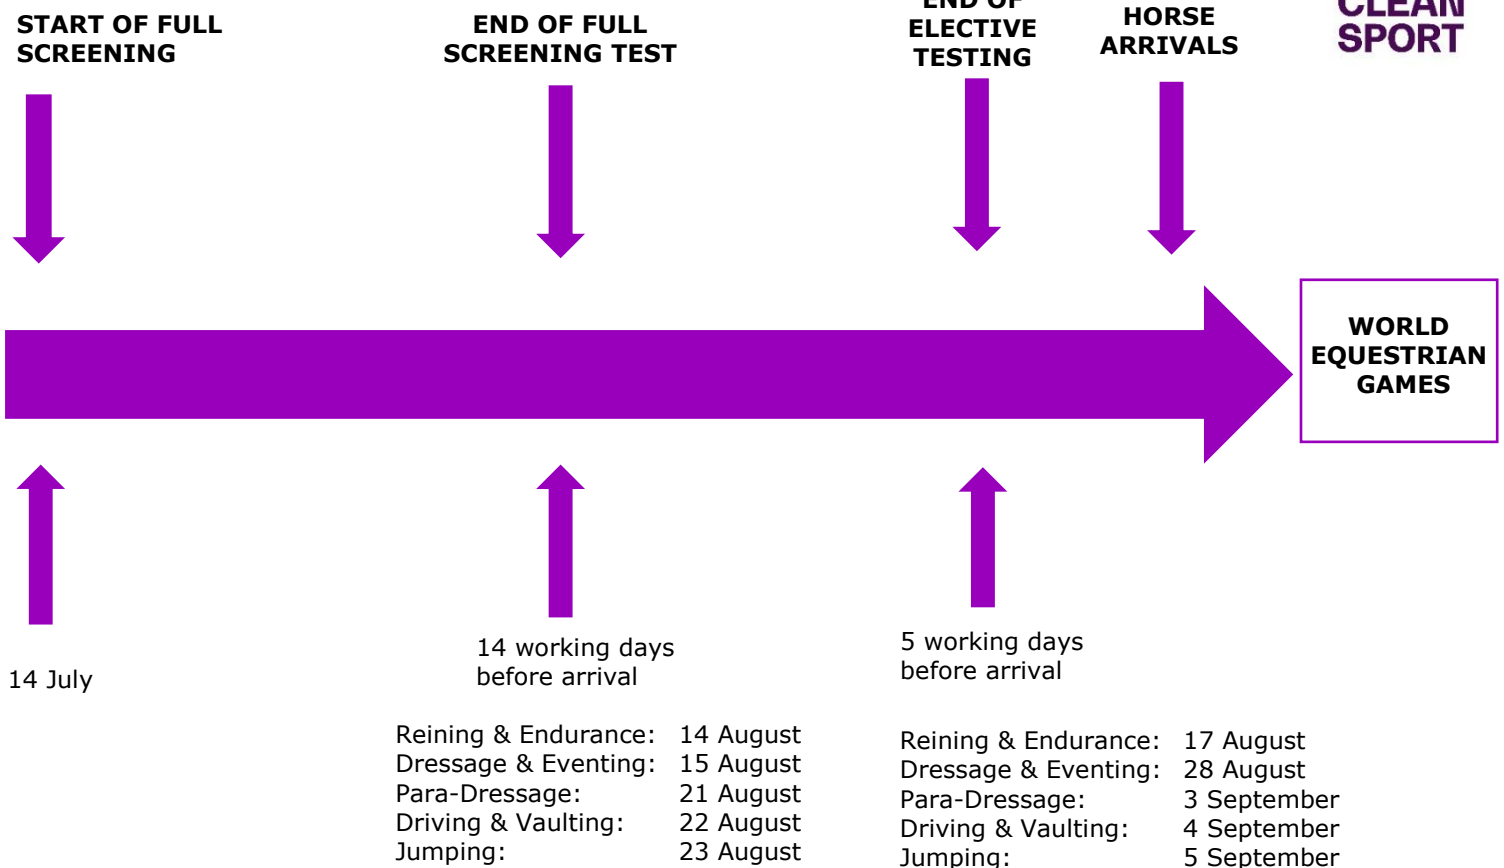 START OF FULL
SCREENING
END OF FULL
SCREENING TEST
END OF
ELECTIVE
TESTING
HORSE
ARRIVALS
CLEAN
SPORT
WORLD
EQUESTRIAN
GAMES
14 July
14 working days
before arrival
Reining & Endurance: 14 August
Dressage & Eventing: 15 August
Para-Dressage: 21 August
Driving & Vaulting: 22 August
Jumping: 23 August
5 working days
before arrival
Reining & Endurance: 17 August
Dressage & Eventing: 28 August
Para-Dressage: 3 September
Driving & Vaulting: 4 September
Jumping: 5 September